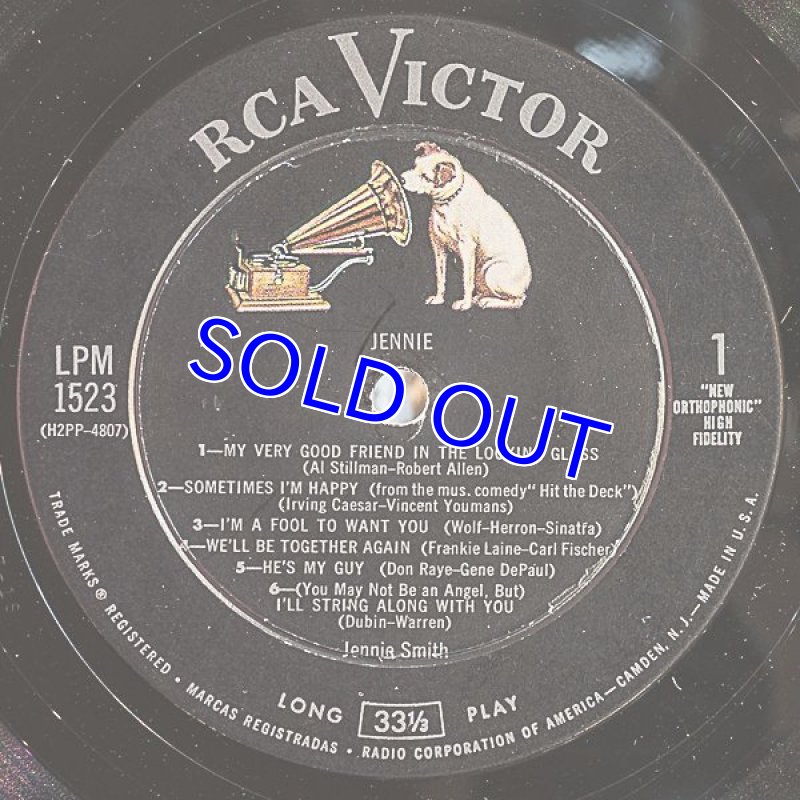 RCA VICTOR
JENNIE
LPM
1523
(H2PP-4807)
1
"NEW
ORTHOPHONIC"
HIGH
FIDELITY
SOLD OUT
1—MY VERY GOOD FRIEND IN THE LOOKING GLASS
(Al Stillman-Robert Allen)
2—SOMETIMES I'M HAPPY (from the mus. comedy" Hit the Deck")
(Irving Caesar-Vincent Youmans)
3—I'M A FOOL TO WANT YOU (Wolf-Herron-Sinatra)
4—WE'LL BE TOGETHER AGAIN (Frankie Laine-Carl Fischer)
5—HE'S MY GUY (Don Raye-Gene DePaul)
6—(You May Not Be an Angel, But)
I'LL STRING ALONG WITH YOU
(Dubin-Warren)
Jennie Smith
LONG 33⅓ PLAY
TRADE MARKS ® REGISTERED • MARCAS REGISTRADAS • RADIO CORPORATION OF AMERICA—CAMDEN, N. J.—MADE IN U. S. A.